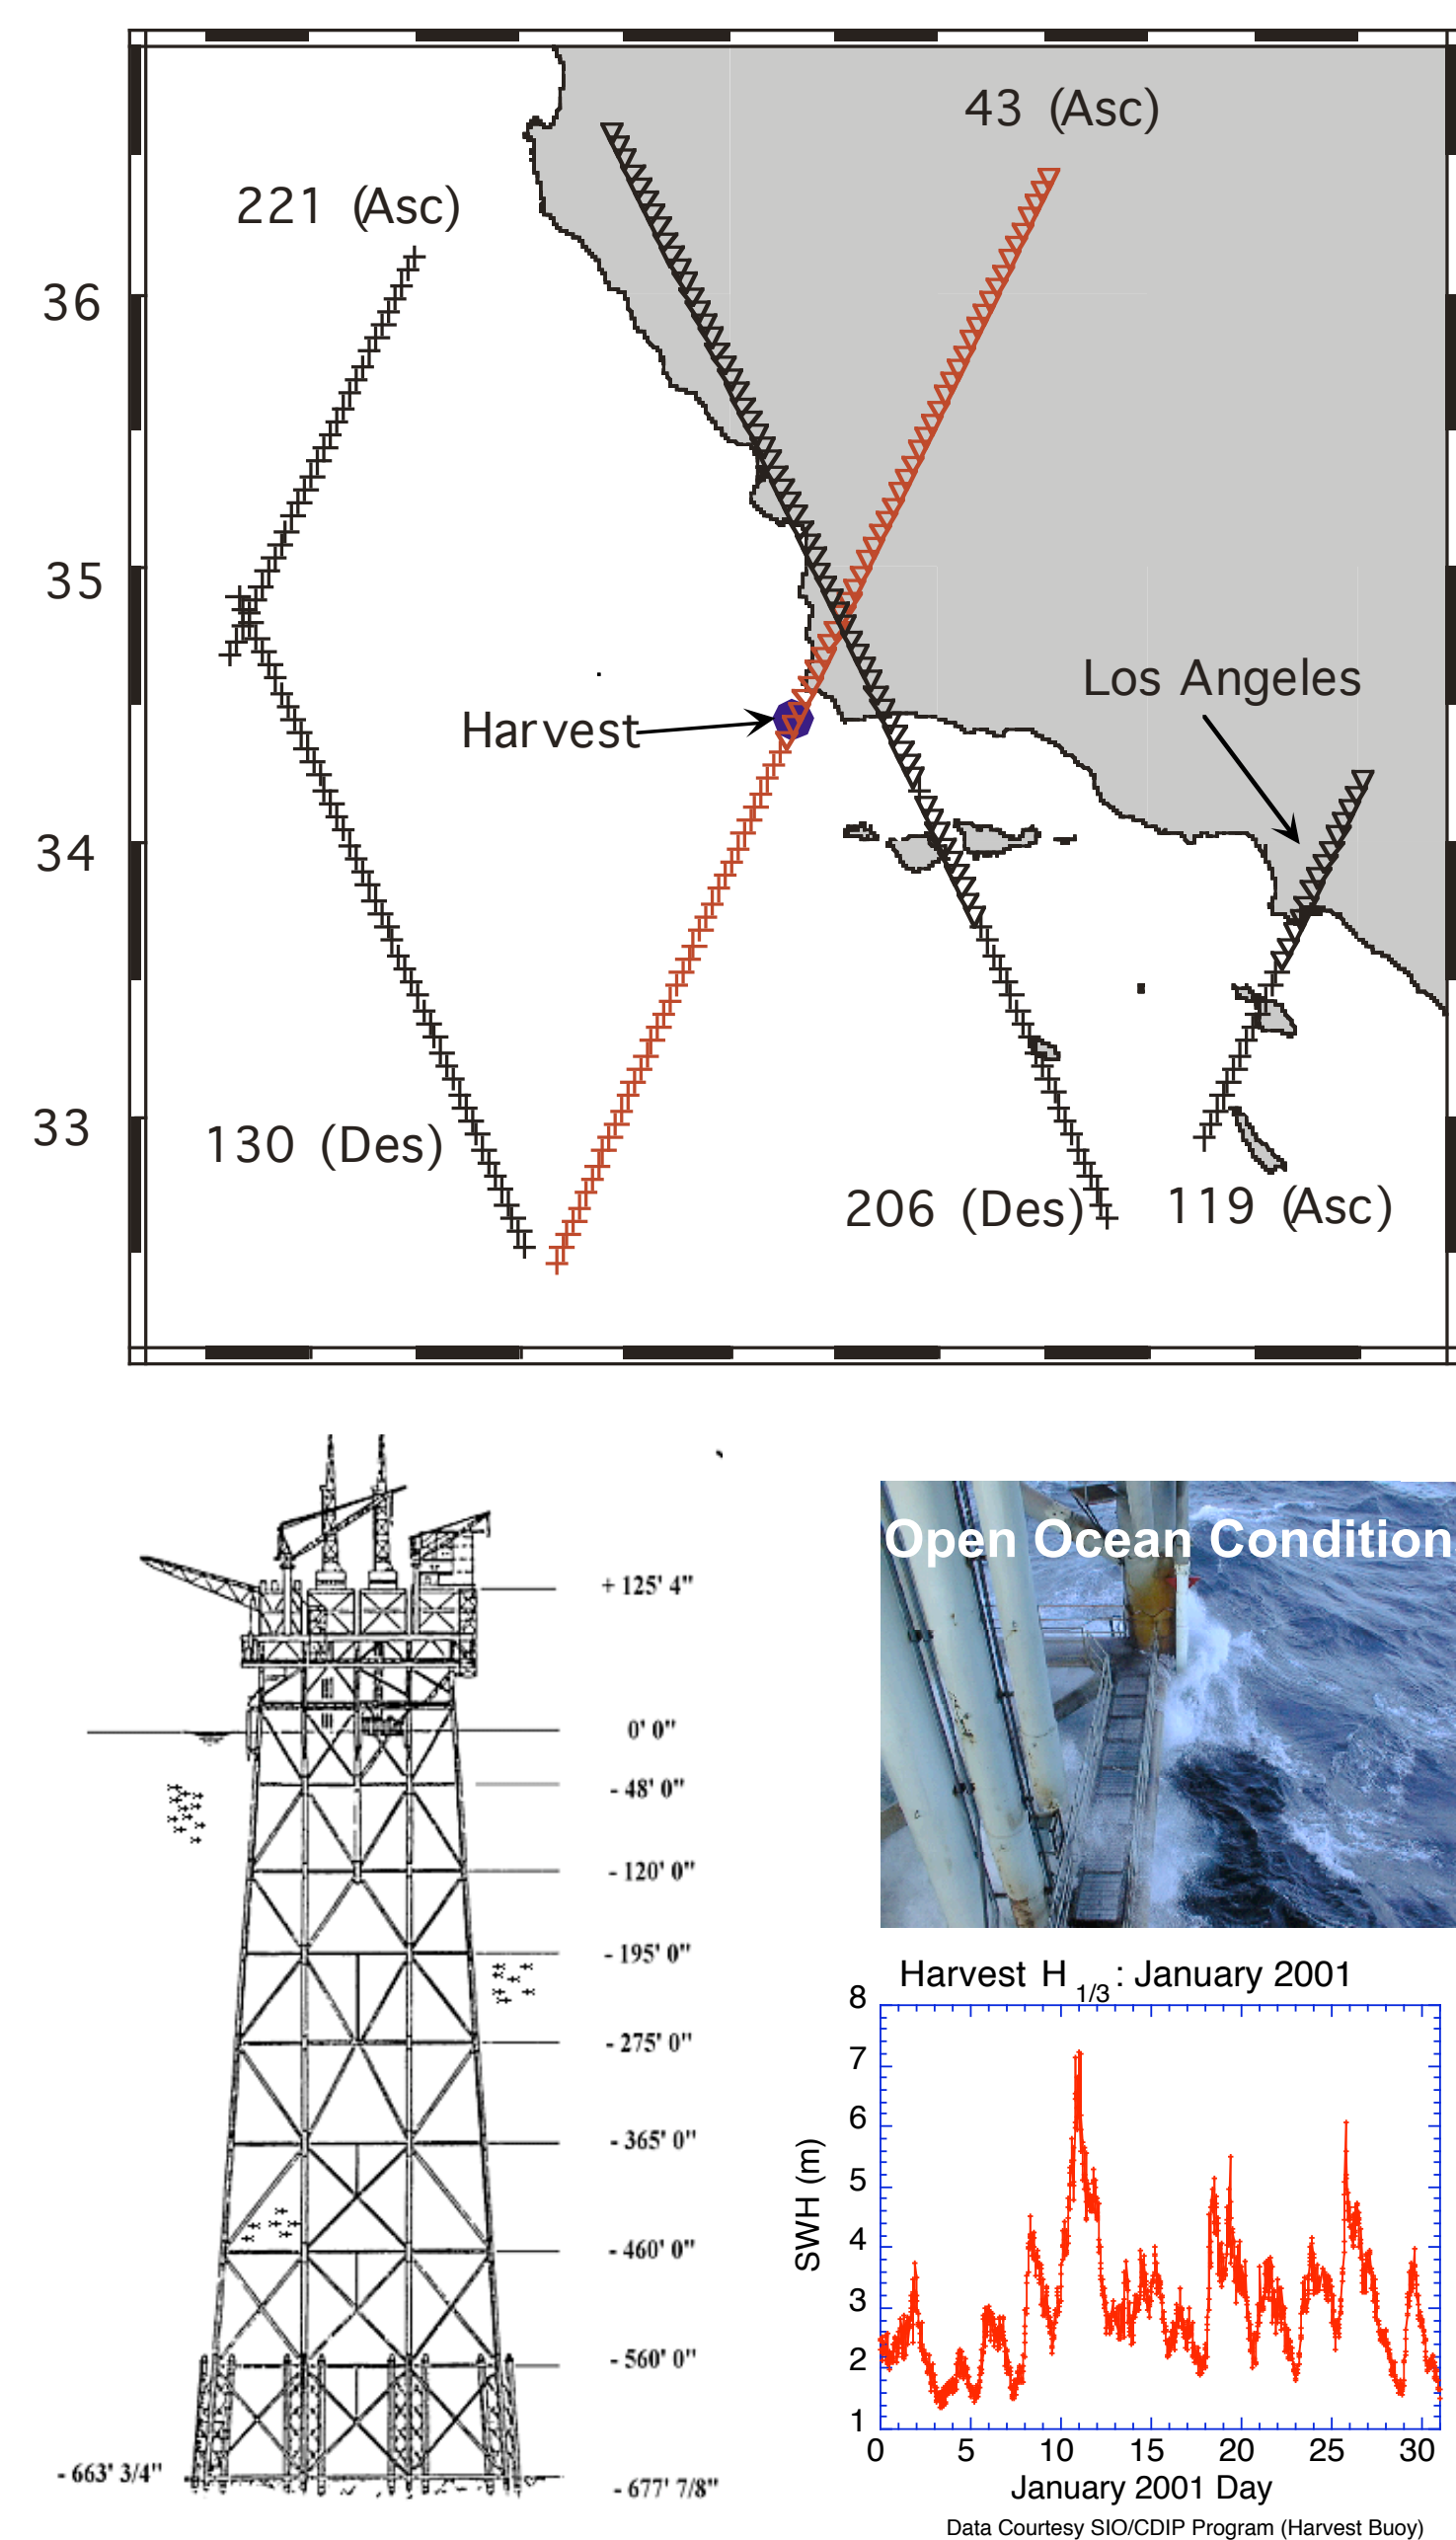 43 (Asc)
221 (Asc)
36
35
Los Angeles
Harvest
34
33
130 (Des)
206 (Des)
119 (Asc)
+ 125' 4"
0' 0"
- 48' 0"
- 120' 0"
- 195' 0"
- 275' 0"
- 365' 0"
- 460' 0"
- 560' 0"
- 663' 3/4"
- 677' 7/8"
Open Ocean Condition
Harvest H 1/3 : January 2001
8
7
6
5
4
3
2
1
SWH (m)
0 5 10 15 20 25 30
January 2001 Day
Data Courtesy SIO/CDIP Program (Harvest Buoy)